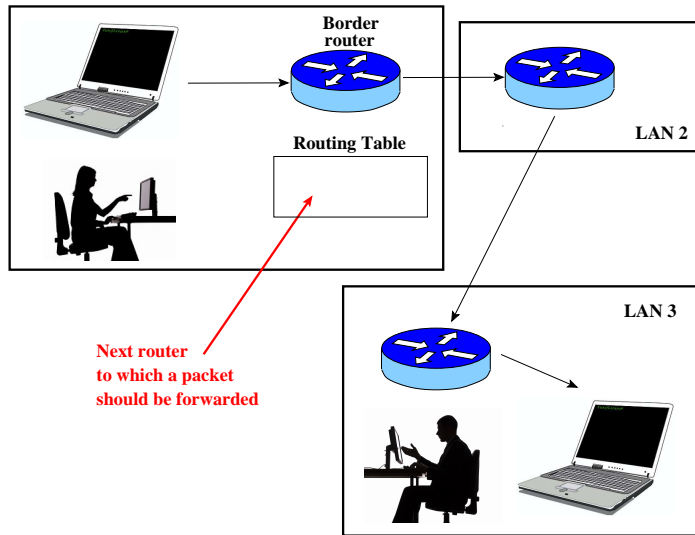 Border
router
LAN 2
Routing Table
LAN 3
Next router
to which a packet
should be forwarded